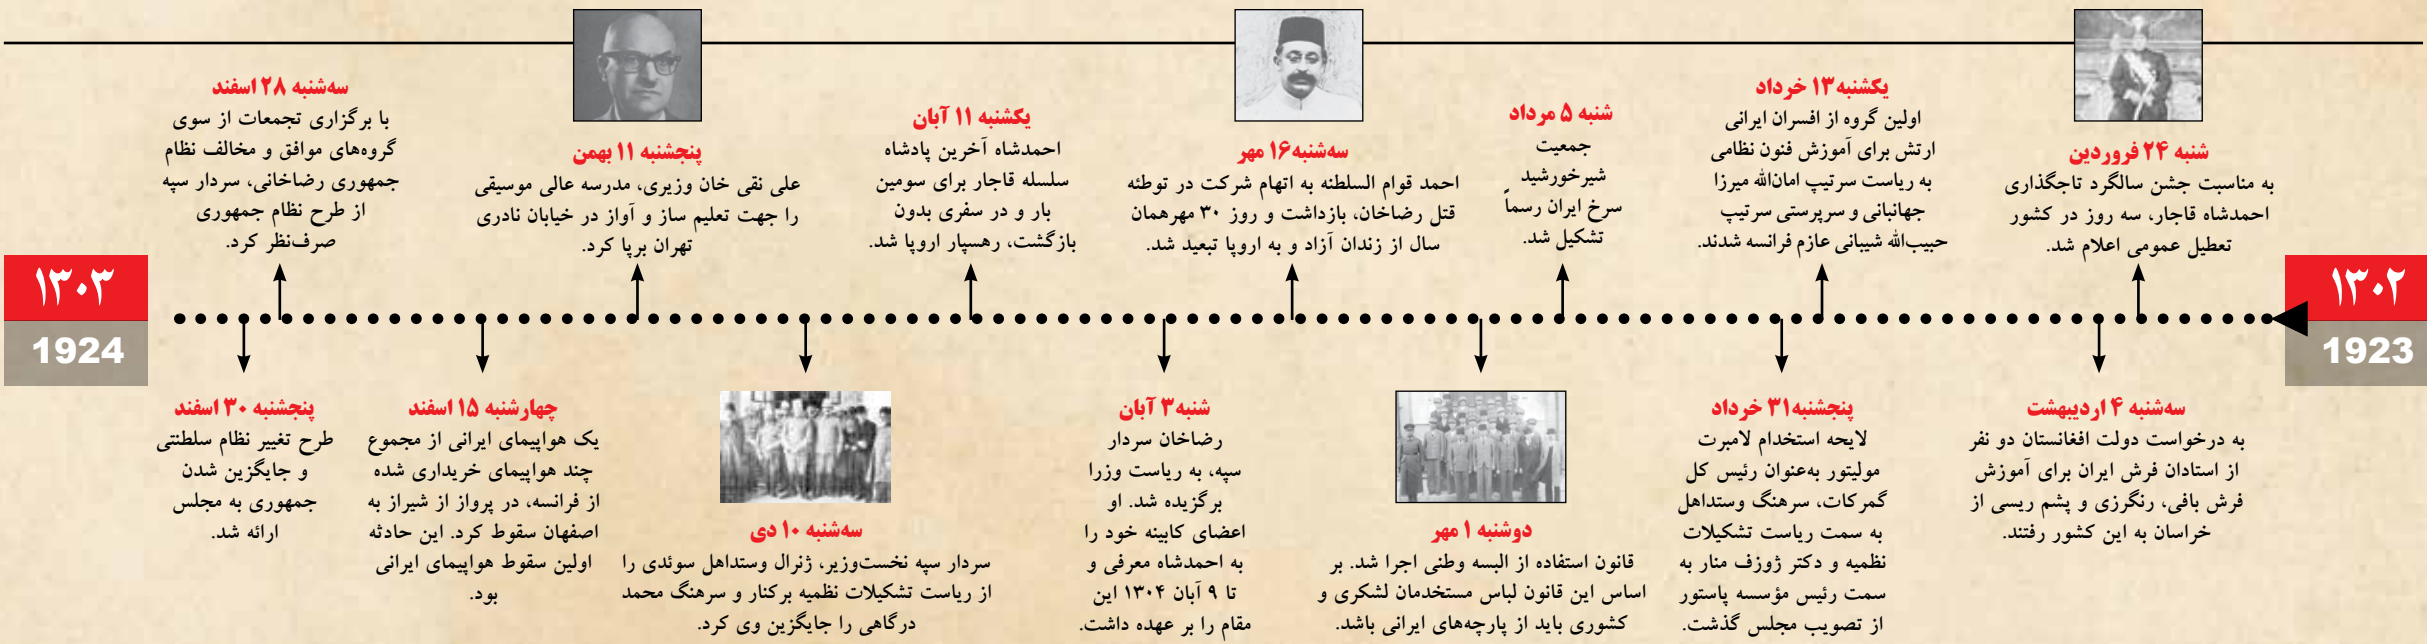 ۱۳۰۲
1923
شنبه ۲۴ فروردین
به مناسبت جشن سالگرد تاجگذاری
احمدشاه قاجار، سه روز در کشور
تعطیل عمومی اعلام شد.
سه‌شنبه ۴ اردیبهشت
به درخواست دولت افغانستان دو نفر
از استادان فرش ایران برای آموزش
فرش بافی، رنگرزی و پشم ریسی از
خراسان به این کشور رفتند.
یکشنبه ۱۳ خرداد
اولین گروه از افسران ایرانی
ارتش برای آموزش فنون نظامی
به ریاست سرتیپ امان‌الله میرزا
جهانبانی و سرپرستی سرتیپ
حبیب‌الله شیبانی عازم فرانسه شدند.
پنجشنبه ۳۱ خرداد
لایحه استخدام لامبرت
مولیتور به‌عنوان رئیس کل
گمرکات، سرهنگ وستداهل
به سمت ریاست تشکیلات
نظمیه و دکتر ژوزف منار به
سمت رئیس مؤسسه پاستور
از تصویب مجلس گذشت.
شنبه ۵ مرداد
جمعیت
شیرخورشید
سرخ ایران رسماً
تشکیل شد.
دوشنبه ۱ مهر
قانون استفاده از البسه وطنی اجرا شد. بر
اساس این قانون لباس مستخدمان لشکری و
کشوری باید از پارچه‌های ایرانی باشد.
سه‌شنبه ۱۶ مهر
احمد قوام السلطنه به اتهام شرکت در توطئه
قتل رضاخان، بازداشت و روز ۳۰ مهرهمان
سال از زندان آزاد و به اروپا تبعید شد.
شنبه ۳ آبان
رضاخان سردار
سپه، به ریاست وزرا
برگزیده شد. او
اعضای کابینه خود را
به احمدشاه معرفی و
تا ۹ آبان ۱۳۰۴ این
مقام را بر عهده داشت.
یکشنبه ۱۱ آبان
احمدشاه آخرین پادشاه
سلسله قاجار برای سومین
بار و در سفری بدون
بازگشت، رهسپار اروپا شد.
سه‌شنبه ۱۰ دی
سردار سپه نخست‌وزیر، ژنرال وستداهل سوئدی را
از ریاست تشکیلات نظمیه برکنار و سرهنگ محمد
درگاهی را جایگزین وی کرد.
پنجشنبه ۱۱ بهمن
علی نقی خان وزیری، مدرسه عالی موسیقی
را جهت تعلیم ساز و آواز در خیابان نادری
تهران برپا کرد.
چهارشنبه ۱۵ اسفند
یک هواپیمای ایرانی از مجموع
چند هواپیمای خریداری شده
از فرانسه، در پرواز از شیراز به
اصفهان سقوط کرد. این حادثه
اولین سقوط هواپیمای ایرانی
بود.
سه‌شنبه ۲۸ اسفند
با برگزاری تجمعات از سوی
گروه‌های موافق و مخالف نظام
جمهوری رضاخانی، سردار سپه
از طرح نظام جمهوری
صرف‌نظر کرد.
پنجشنبه ۳۰ اسفند
طرح تغییر نظام سلطنتی
و جایگزین شدن
جمهوری به مجلس
ارائه شد.
۱۳۰۳
1924